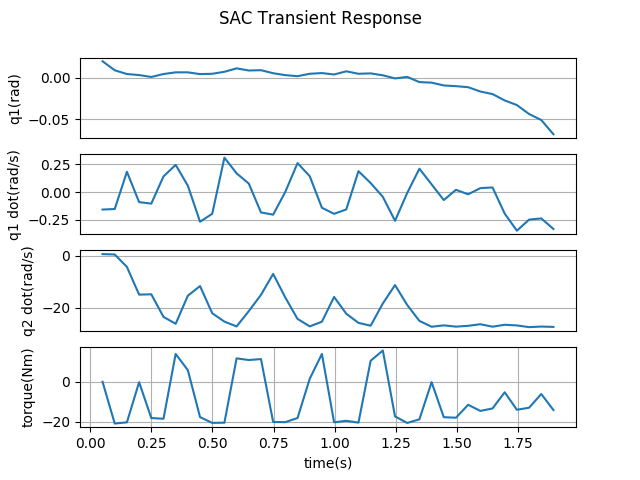 SAC Transient Response
q1(rad)
0.00
−0.05
q1 dot(rad/s)
0.25
0.00
−0.25
q2 dot(rad/s)
0
−20
torque(Nm)
0
−20
0.00 0.25 0.50 0.75 1.00 1.25 1.50 1.75
time(s)